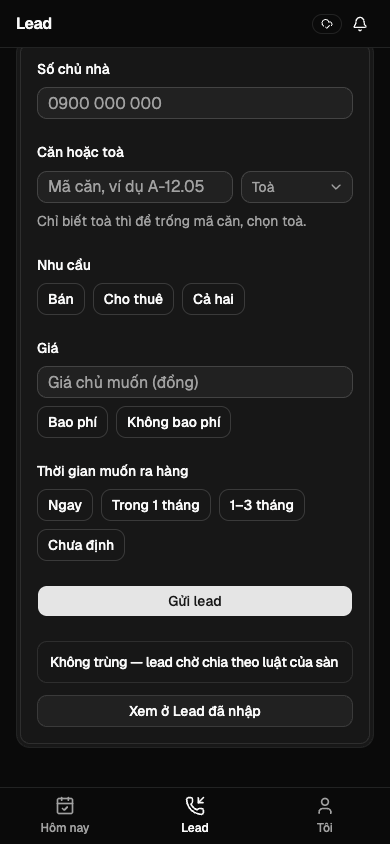 Lead
Số chủ nhà
0900 000 000
Căn hoặc toà
Mã căn, ví dụ A-12.05
Toà
Chỉ biết toà thì để trống mã căn, chọn toà.
Nhu cầu
Bán
Cho thuê
Cả hai
Giá
Giá chủ muốn (đồng)
Bao phí
Không bao phí
Thời gian muốn ra hàng
Ngay
Trong 1 tháng
1–3 tháng
Chưa định
Gửi lead
Không trùng — lead chờ chia theo luật của sàn
Xem ở Lead đã nhập
Hôm nay
Lead
Tôi